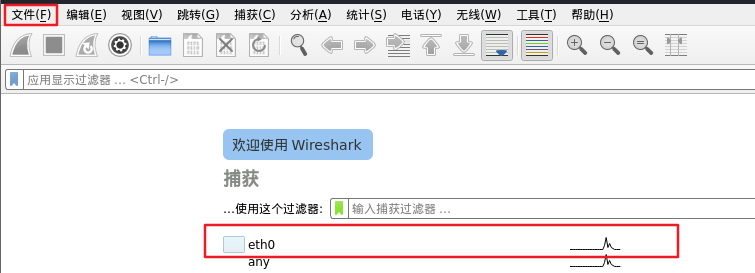 文件(F) 编辑(E) 视图(V) 跳转(G) 捕获(C) 分析(A) 统计(S) 电话(Y) 无线(W) 工具(T) 帮助(H)
应用显示过滤器 … <Ctrl-/>
欢迎使用 Wireshark
捕获
…使用这个过滤器: 输入捕获过滤器 …
eth0
any